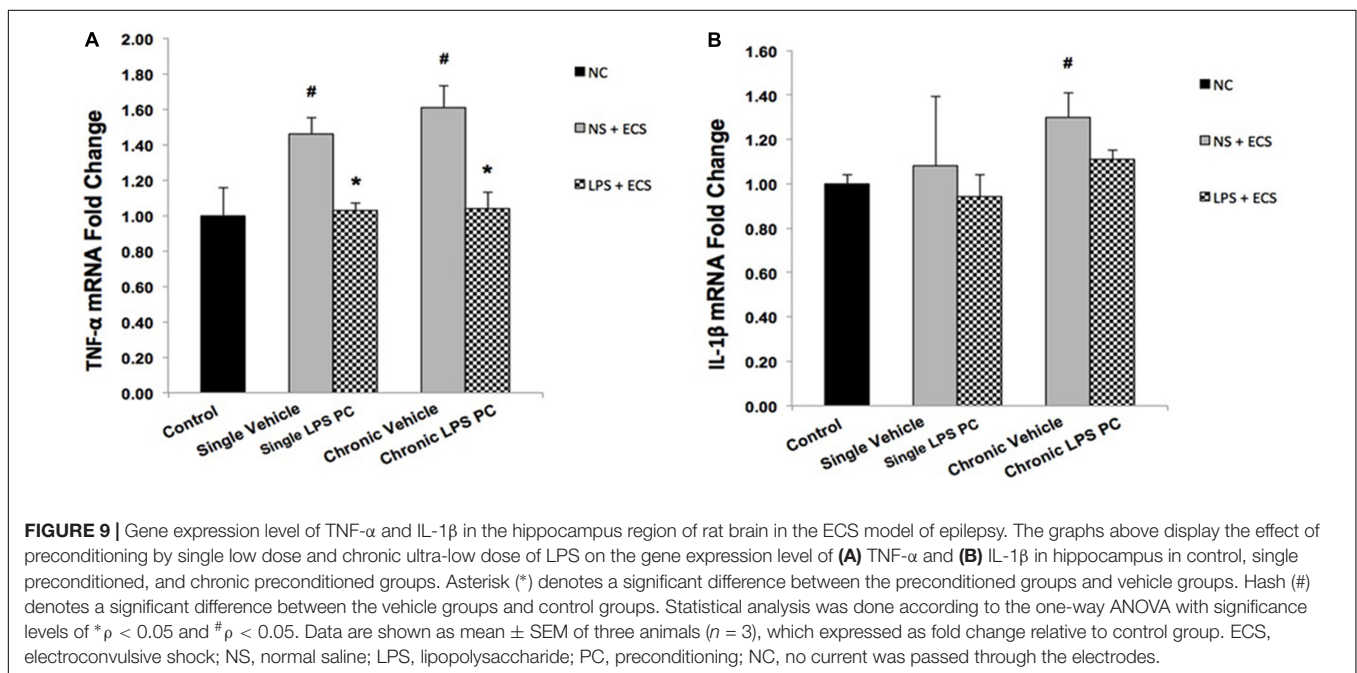 A
TNF-α mRNA Fold Change
2.00
1.80
1.60
1.40
1.20
1.00
0.80
0.60
0.40
0.20
0.00
#
*
#
*
NC
NS + ECS
LPS + ECS
Control
Single Vehicle
Single LPS PC
Chronic Vehicle
Chronic LPS PC
B
IL-1β mRNA Fold Change
1.60
1.40
1.20
1.00
0.80
0.60
0.40
0.20
0.00
#
NC
NS + ECS
LPS + ECS
Control
Single Vehicle
Single LPS PC
Chronic Vehicle
Chronic LPS PC
FIGURE 9 | Gene expression level of TNF-α and IL-1β in the hippocampus region of rat brain in the ECS model of epilepsy. The graphs above display the effect of
preconditioning by single low dose and chronic ultra-low dose of LPS on the gene expression level of (A) TNF-α and (B) IL-1β in hippocampus in control, single
preconditioned, and chronic preconditioned groups. Asterisk (*) denotes a significant difference between the preconditioned groups and vehicle groups. Hash (#)
denotes a significant difference between the vehicle groups and control groups. Statistical analysis was done according to the one-way ANOVA with significance
levels of *ρ < 0.05 and #ρ < 0.05. Data are shown as mean ± SEM of three animals (n = 3), which expressed as fold change relative to control group. ECS,
electroconvulsive shock; NS, normal saline; LPS, lipopolysaccharide; PC, preconditioning; NC, no current was passed through the electrodes.